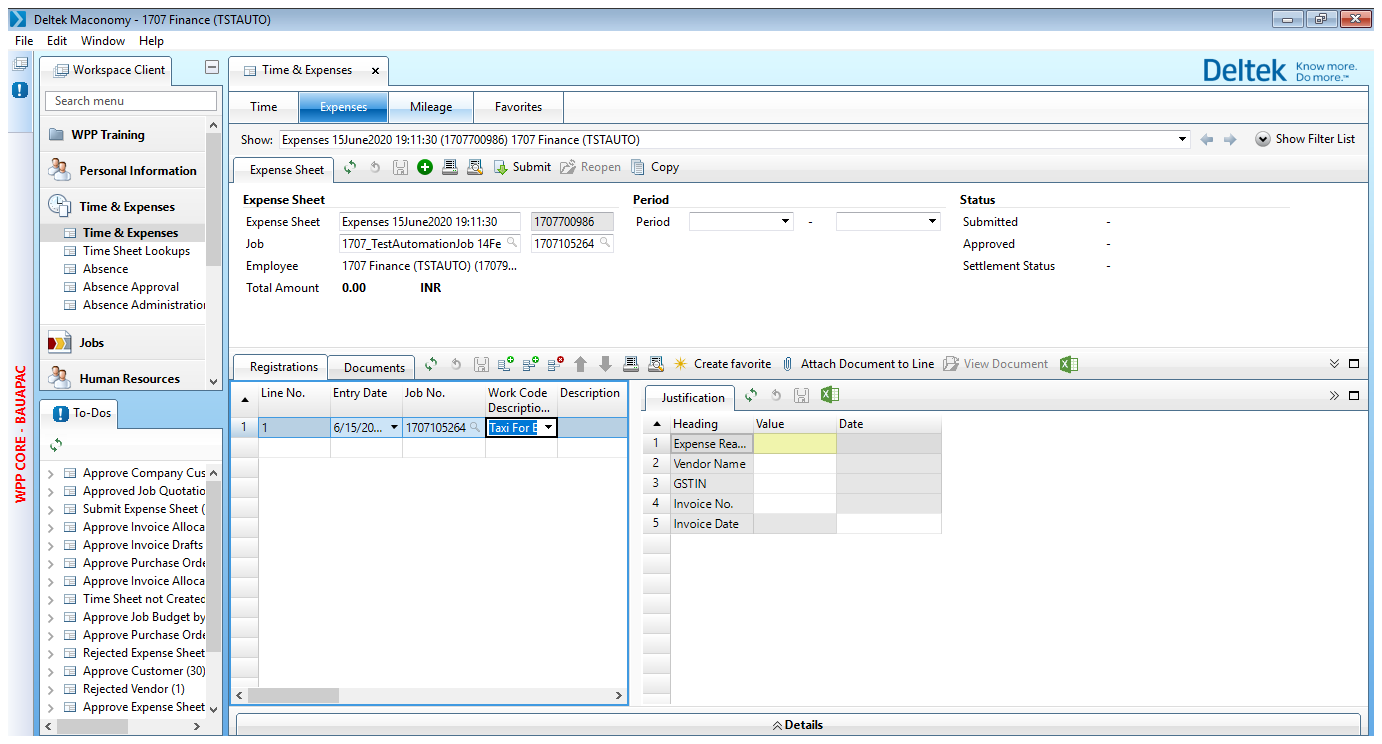 Deltek Maconomy - 1707 Finance (TSTAUTO)
File Edit Window Help
WPP CORE - BAUAPAC
Workspace Client
Search menu
WPP Training
Personal Information
Time & Expenses
Time & Expenses
Time Sheet Lookups
Absence
Absence Approval
Absence Administration
Jobs
Human Resources
To-Dos
Approve Company Cus
Approved Job Quotatio
Submit Expense Sheet (
Approve Invoice Alloca
Approve Invoice Drafts
Approve Purchase Orde
Approve Invoice Alloca
Time Sheet not Created
Approve Job Budget by
Approve Purchase Orde
Rejected Expense Sheet
Approve Customer (30)
Rejected Vendor (1)
Approve Expense Sheet
Time & Expenses x
Deltek Know more. Do more.™
Time Expenses Mileage Favorites
Show: Expenses 15June2020 19:11:30 (1707700986) 1707 Finance (TSTAUTO) Show Filter List
Expense Sheet Submit Reopen Copy
Expense Sheet Period Status
Expense Sheet Expenses 15June2020 19:11:30 1707700986 Period - Submitted -
Job 1707_TestAutomationJob 14Fe 1707105264 Approved -
Employee 1707 Finance (TSTAUTO) (17079... Settlement Status -
Total Amount 0.00 INR
Registrations Documents Create favorite Attach Document to Line View Document
Line No. Entry Date Job No. Work Code Descriptio... Description
1 1 6/15/20... 1707105264 Taxi For E
Justification
Heading Value Date
1 Expense Rea...
2 Vendor Name
3 GSTIN
4 Invoice No.
5 Invoice Date
Details